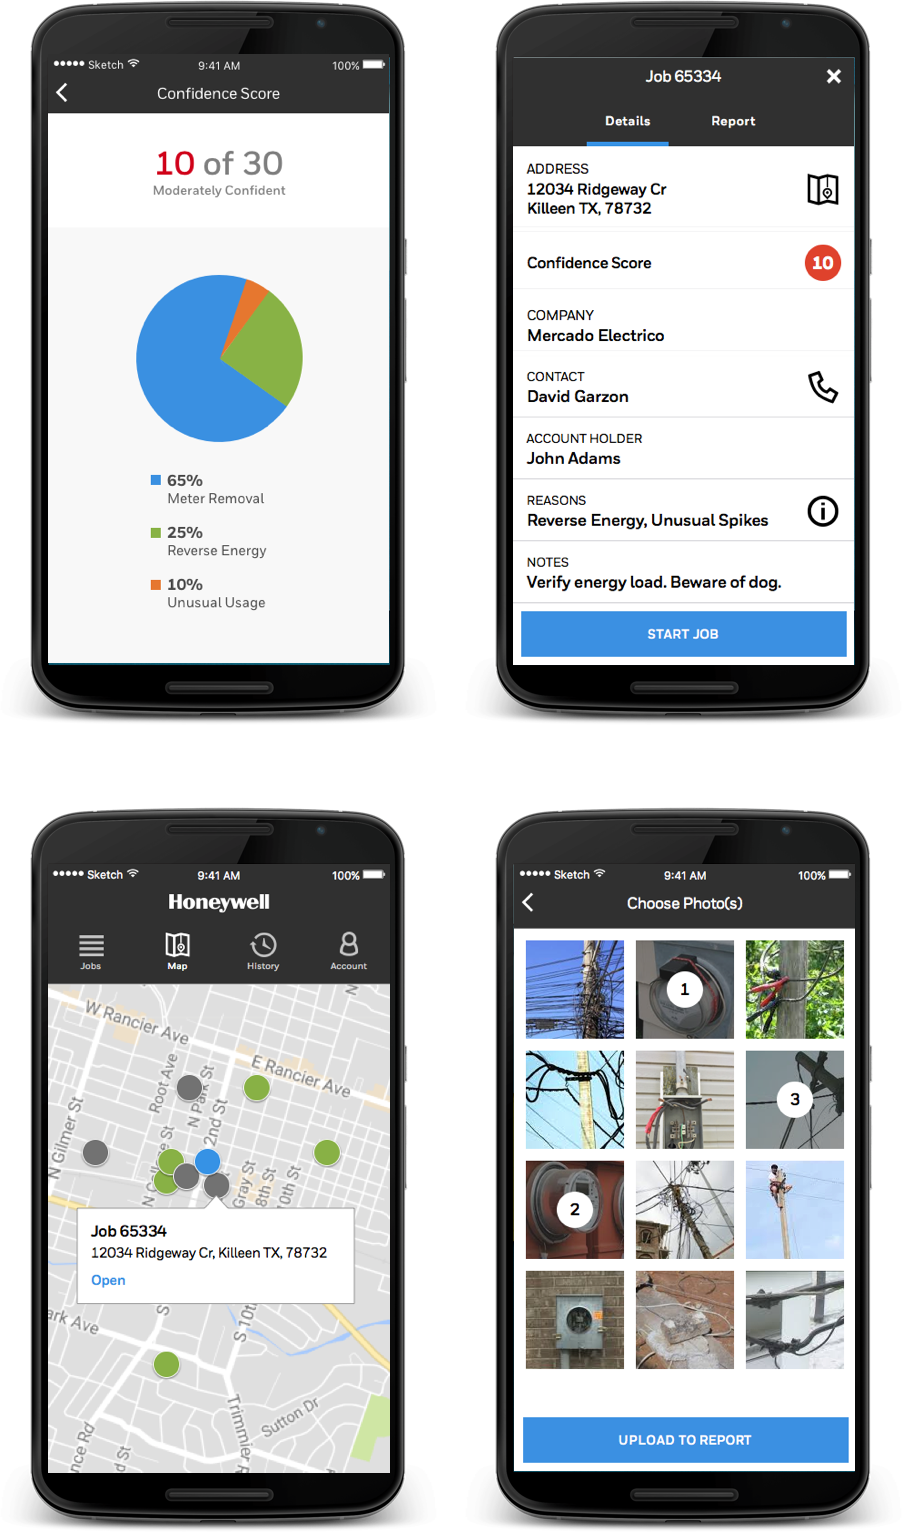 Sketch 9:41 AM 100%
Confidence Score
10 of 30
Moderately Confident
65%
Meter Removal
25%
Reverse Energy
10%
Unusual Usage
Job 65334
Details Report
ADDRESS
12034 Ridgeway Cr
Killeen TX, 78732
Confidence Score 10
COMPANY
Mercado Electrico
CONTACT
David Garzon
ACCOUNT HOLDER
John Adams
REASONS
Reverse Energy, Unusual Spikes
NOTES
Verify energy load. Beware of dog.
START JOB
Sketch 9:41 AM 100%
Honeywell
Jobs Map History Account
N
W Rancier Ave
E Rancier Ave
Root Ave
N Park St
2nd St
N Gilmer St
St
N C
Gray St
8th St
10th St
Job 65334
12034 Ridgeway Cr, Killeen TX, 78732
Open
S
S 10t
ark Ave
Trimmier R
Sutton Dr
nce Rd
d St
Sketch 9:41 AM 100%
Choose Photo(s)
1
3
2
UPLOAD TO REPORT